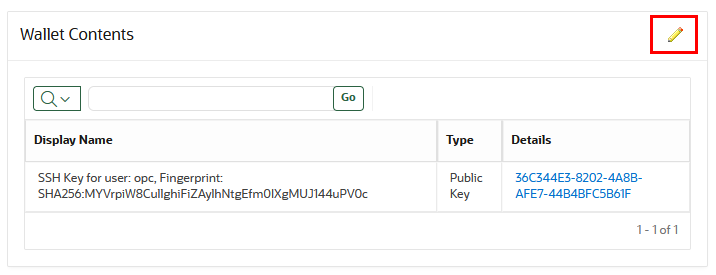 Wallet Contents
Go
Display Name Type Details
SSH Key for user: opc, Fingerprint:
SHA256:MYVrpiW8CulIghiFiZAylhNtgEfm0IXgMUJ144uPV0c
Public
Key
36C344E3-8202-4A8B-
AFE7-44B4BFC5B61F
1 - 1 of 1